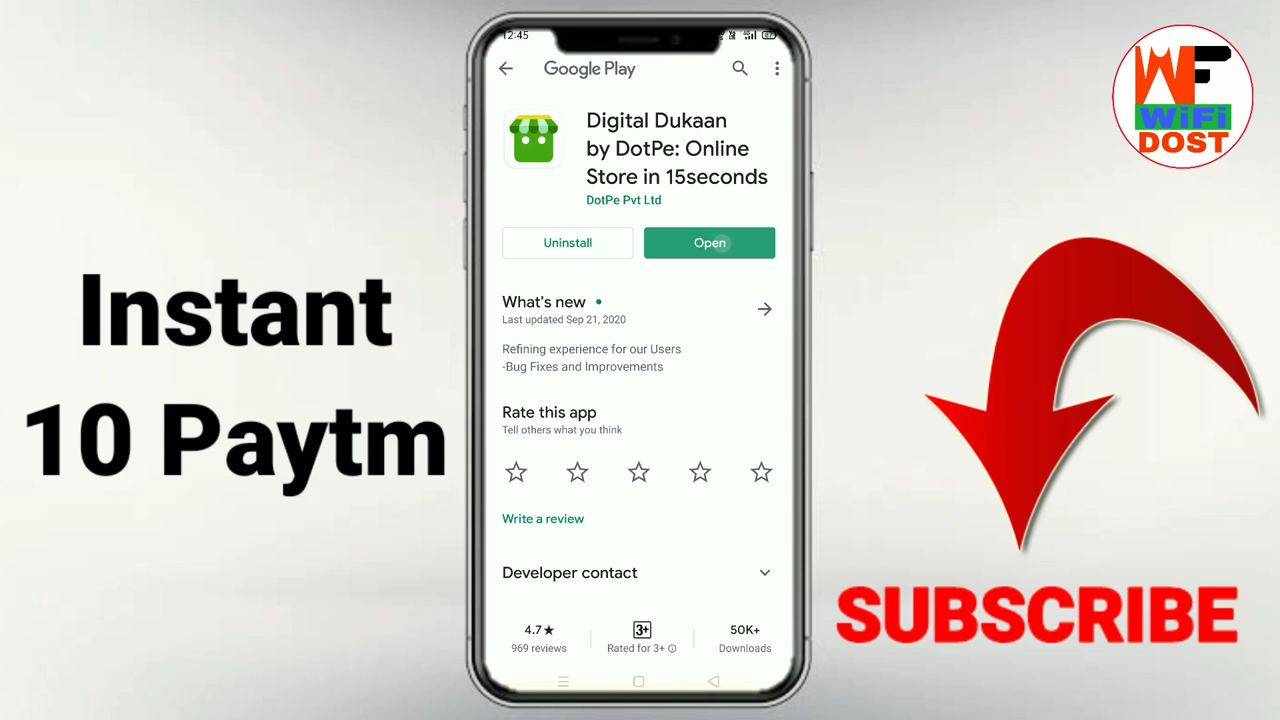 Instant
10 Paytm
12:45
Google Play
Digital Dukaan
by DotPe: Online
Store in 15seconds
DotPe Pvt Ltd
Uninstall
Open
What's new
Last updated Sep 21, 2020
Refining experience for our Users
-Bug Fixes and Improvements
Rate this app
Tell others what you think
Write a review
Developer contact
4.7★
969 reviews
3+
Rated for 3+
50K+
Downloads
WF
WiFi
DOST
SUBSCRIBE